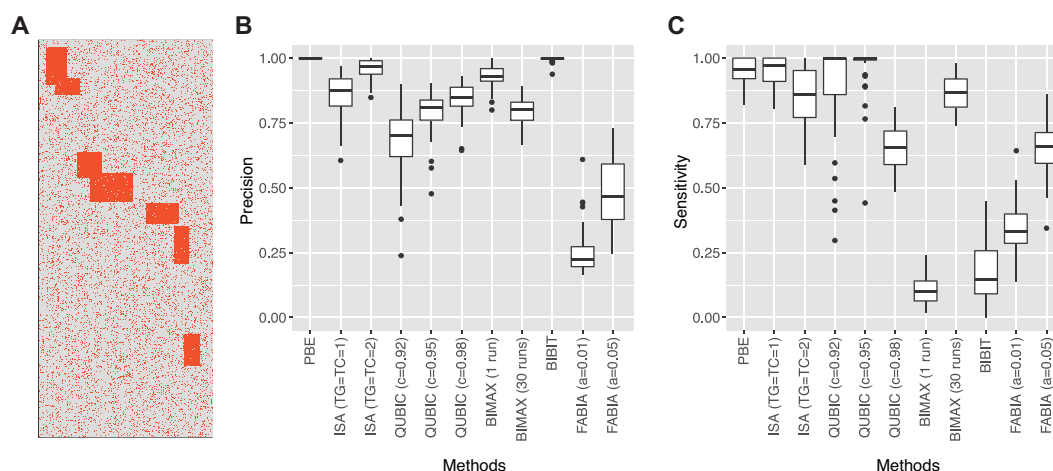 A
B
C
1.00
0.75
0.50
0.25
0.00
Precision
PBE
ISA (TG=TC=1)
ISA (TG=TC=2)
QUBIC (c=0.92)
QUBIC (c=0.95)
QUBIC (c=0.98)
BIMAX (1 run)
BIMAX (30 runs)
BIBIT
FABIA (a=0.01)
FABIA (a=0.05)
Methods
1.00
0.75
0.50
0.25
0.00
Sensitivity
PBE
ISA (TG=TC=1)
ISA (TG=TC=2)
QUBIC (c=0.92)
QUBIC (c=0.95)
QUBIC (c=0.98)
BIMAX (1 run)
BIMAX (30 runs)
BIBIT
FABIA (a=0.01)
FABIA (a=0.05)
Methods